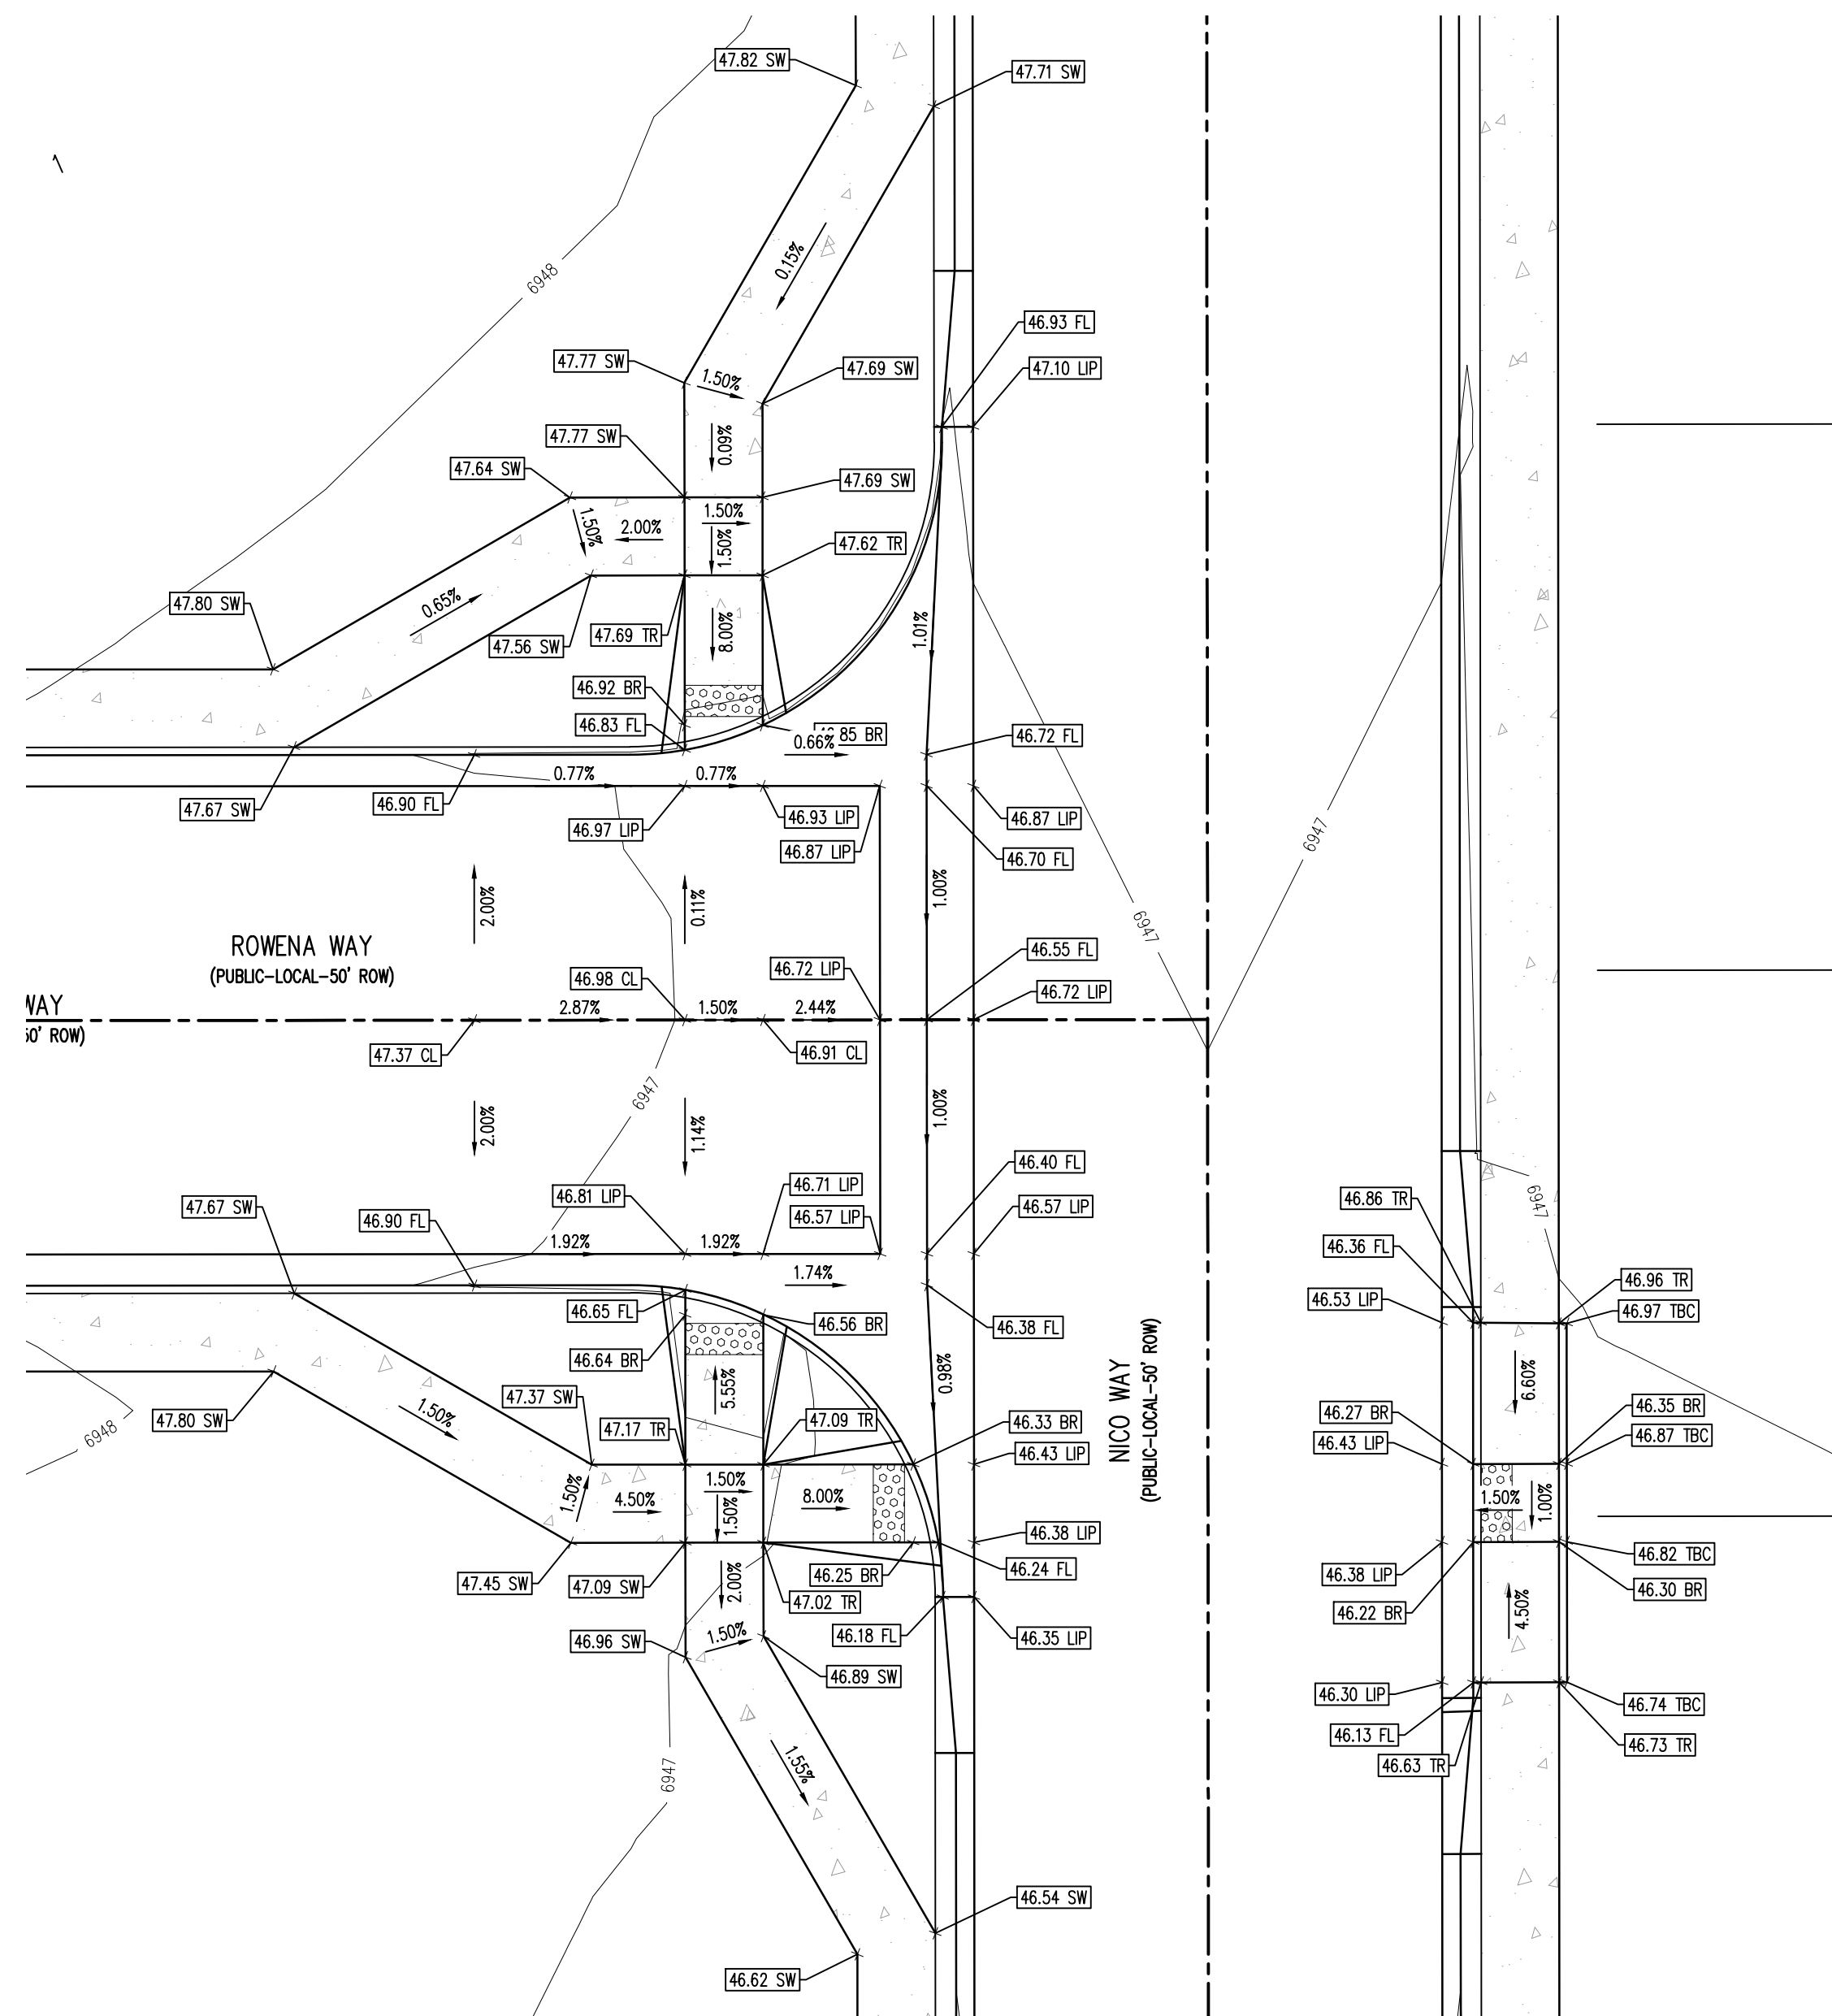 47.82 SW
47.71 SW
6948
0.15%
46.93 FL
47.10 LIP
47.77 SW
1.50%
47.69 SW
47.77 SW
0.09%
47.64 SW
47.69 SW
1.50%
2.00%
1.50%
1.50%
47.62 TR
47.80 SW
0.65%
47.56 SW
47.69 TR
8.00%
1.01%
46.92 BR
46.83 FL
85 BR
0.66%
46.72 FL
0.77%
0.77%
47.67 SW
46.90 FL
46.97 LIP
46.93 LIP
46.87 LIP
46.87 LIP
46.70 FL
6947
2.00%
0.11%
1.00%
6947
ROWENA WAY
(PUBLIC-LOCAL-50' ROW)
46.98 CL
46.72 LIP
46.55 FL
46.72 LIP
WAY
50' ROW)
2.87%
1.50%
2.44%
47.37 CL
46.91 CL
6947
2.00%
1.14%
1.00%
46.40 FL
47.67 SW
46.90 FL
46.81 LIP
46.71 LIP
46.57 LIP
46.57 LIP
46.86 TR
6947
1.92%
1.92%
46.36 FL
1.74%
46.96 TR
46.97 TBC
46.65 FL
46.56 BR
46.38 FL
46.53 LIP
46.64 BR
0.98%
NICO WAY
(PUBLIC-LOCAL-50' ROW)
5.55%
6.60%
47.37 SW
47.80 SW
1.50%
6948
47.17 TR
47.09 TR
46.33 BR
46.43 LIP
46.27 BR
46.43 LIP
46.35 BR
46.87 TBC
1.50%
4.50%
1.50%
1.50%
8.00%
1.50%
1.00%
46.38 LIP
46.82 TBC
47.45 SW
47.09 SW
2.00%
46.25 BR
46.24 FL
46.38 LIP
46.30 BR
47.02 TR
46.22 BR
4.50%
46.96 SW
1.50%
46.18 FL
46.35 LIP
46.89 SW
46.30 LIP
46.74 TBC
46.13 FL
46.73 TR
6947
1.55%
46.63 TR
46.54 SW
46.62 SW